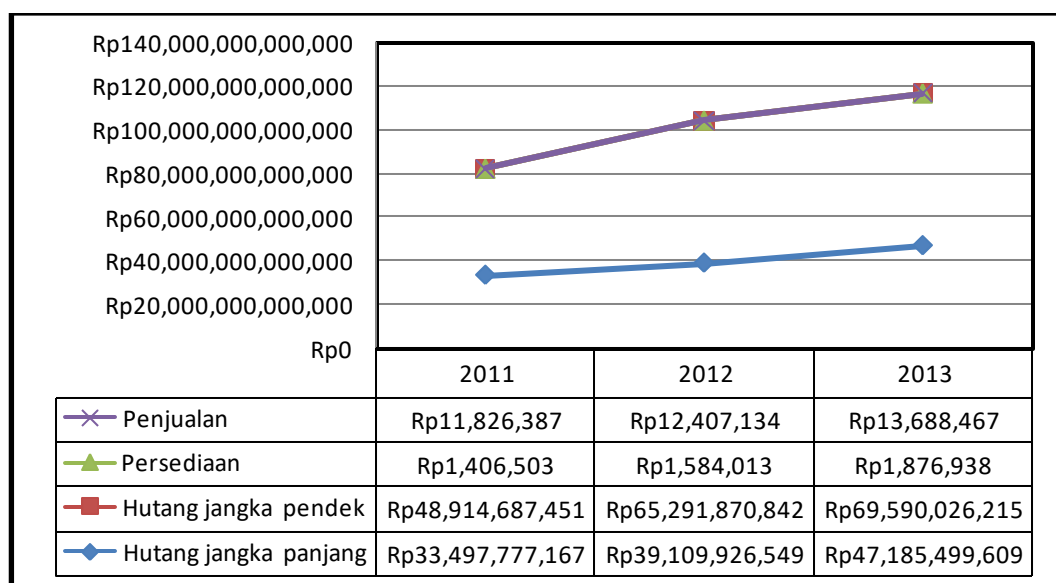 Rp140,000,000,000,000
Rp120,000,000,000,000
Rp100,000,000,000,000
Rp80,000,000,000,000
Rp60,000,000,000,000
Rp40,000,000,000,000
Rp20,000,000,000,000
Rp0
2011 2012 2013
Penjualan Rp11,826,387 Rp12,407,134 Rp13,688,467
Persediaan Rp1,406,503 Rp1,584,013 Rp1,876,938
Hutang jangka pendek Rp48,914,687,451 Rp65,291,870,842 Rp69,590,026,215
Hutang jangka panjang Rp33,497,777,167 Rp39,109,926,549 Rp47,185,499,609